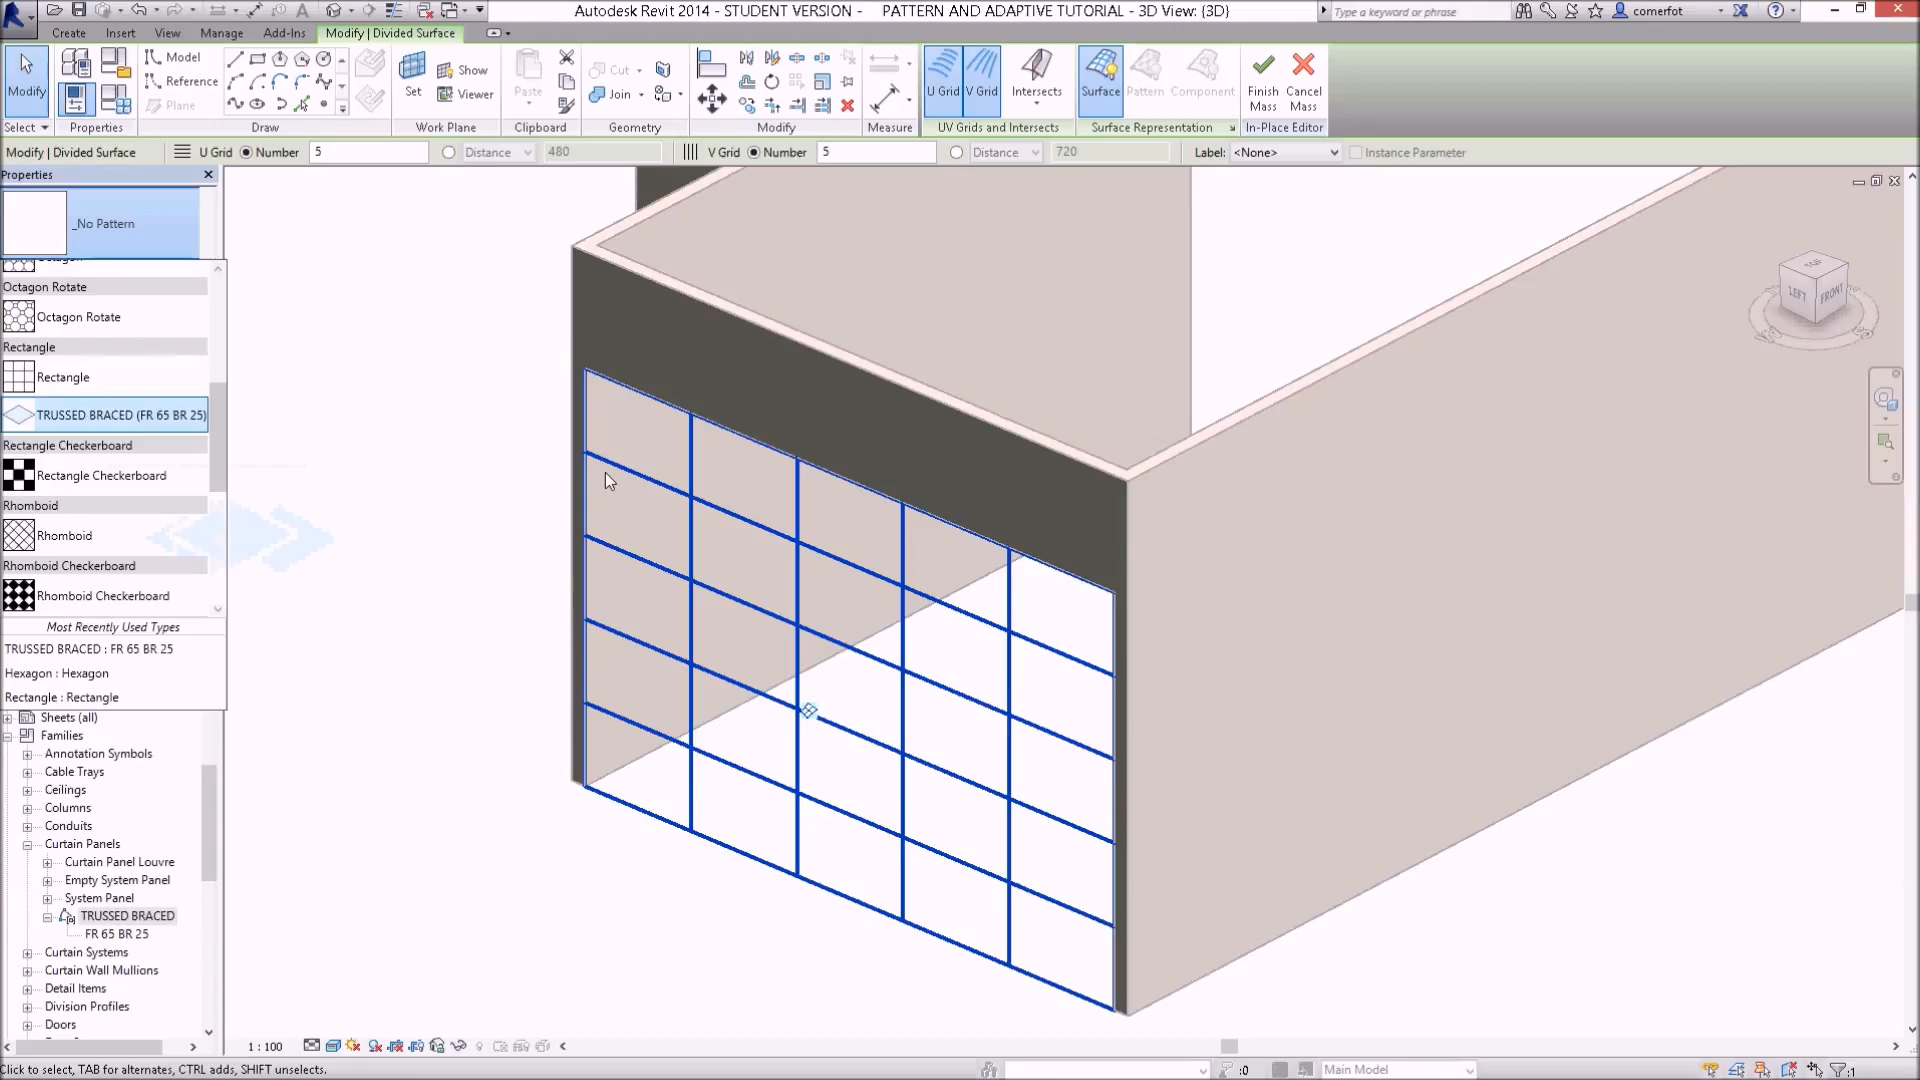 Autodesk Revit 2014 - STUDENT VERSION - PATTERN AND ADAPTIVE TUTORIAL - 3D View: {3D}
Type a keyword or phrase
comerfot
Create Insert View Manage Add-Ins Modify | Divided Surface
Modify
Select
Properties
Model
Reference
Plane
Draw
Set
Show
Viewer
Work Plane
Paste
Clipboard
Cut
Join
Geometry
Modify
Measure
U Grid
V Grid
Intersects
UV Grids and Intersects
Surface
Pattern
Component
Surface Representation
Finish Mass
Cancel Mass
In-Place Editor
Modify | Divided Surface U Grid Number 5 Distance 480 V Grid Number 5 Distance 720 Label: <None> Instance Parameter
Properties
_No Pattern
Octagon Rotate
Octagon Rotate
Rectangle
Rectangle
TRUSSED BRACED (FR 65 BR 25)
Rectangle Checkerboard
Rectangle Checkerboard
Rhomboid
Rhomboid
Rhomboid Checkerboard
Rhomboid Checkerboard
Most Recently Used Types
TRUSSED BRACED : FR 65 BR 25
Hexagon : Hexagon
Rectangle : Rectangle
Sheets (all)
Families
Annotation Symbols
Cable Trays
Ceilings
Columns
Conduits
Curtain Panels
Curtain Panel Louvre
Empty System Panel
System Panel
TRUSSED BRACED
FR 65 BR 25
Curtain Systems
Curtain Wall Mullions
Detail Items
Division Profiles
Doors
TOP
LEFT
FRONT
1 : 100
Click to select, TAB for alternates, CTRL adds, SHIFT unselects.
:0
Main Model
:1